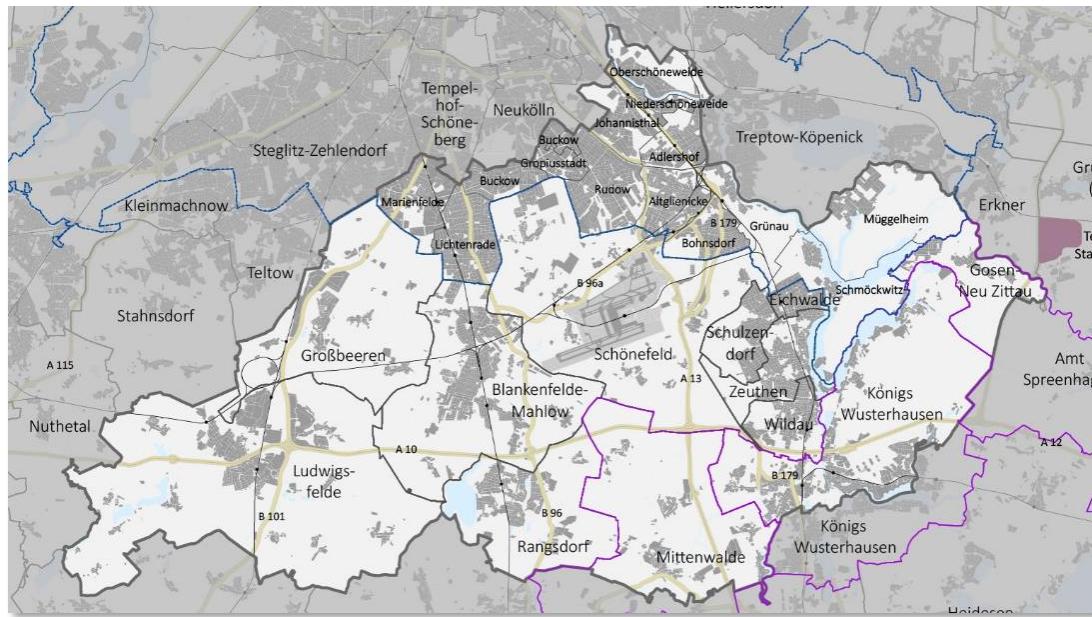 Hellersdorf
Oberschöneweide
Tempel-
hof-
Schöne-
berg
Neukölln
Niederschöneweide
Johannisthal
Treptow-Köpenick
Steglitz-Zehlendorf
Buckow
Gropiusstadt
Adlershof
Buckow
Rudow
Kleinmachnow
Marienfelde
Altglienicke
B 179
Grünau
Müggelheim
Erkner
Lichtenrade
Bohnsdorf
Teltow
B 96a
Schmöckwitz
Gosen-
Neu Zittau
Eichwalde
Stahnsdorf
Schulzen-
dorf
Großbeeren
Schönefeld
A 115
A 13
Amt
Spreenhag
Blankenfelde-
Mahlow
Zeuthen
Königs
Wusterhausen
Nuthetal
Wildau
A 10
A 12
Ludwigs-
felde
B 179
B 101
B 96
Rangsdorf
Königs
Wusterhausen
Mittenwalde
Heidesee